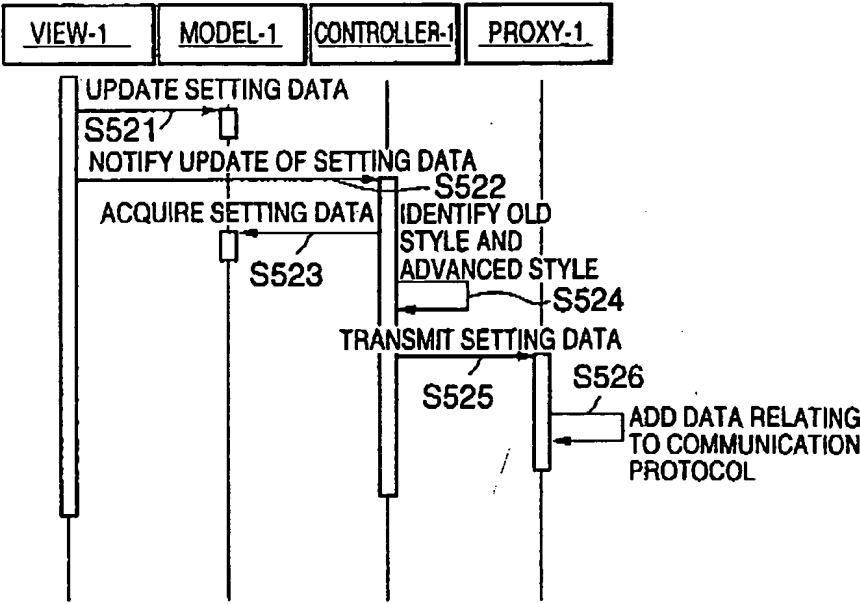 VIEW-1
MODEL-1
CONTROLLER-1
PROXY-1
UPDATE SETTING DATA
S521
NOTIFY UPDATE OF SETTING DATA
S522
ACQUIRE SETTING DATA
S523
IDENTIFY OLD
STYLE AND
ADVANCED STYLE
S524
TRANSMIT SETTING DATA
S525
S526
ADD DATA RELATING
TO COMMUNICATION
PROTOCOL